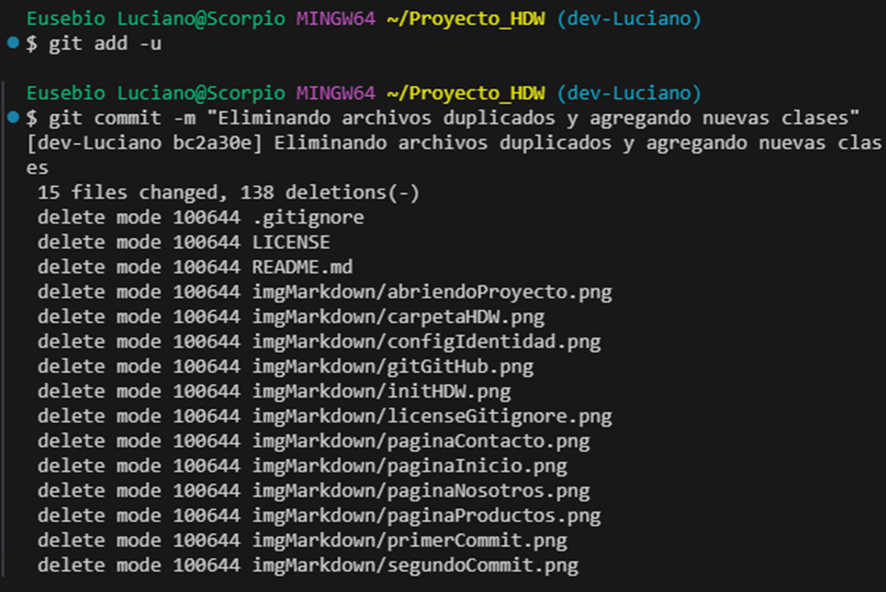 Eusebio Luciano@Scorpio MINGW64 ~/Proyecto_HDW (dev-Luciano)
$ git add -u
Eusebio Luciano@Scorpio MINGW64 ~/Proyecto_HDW (dev-Luciano)
$ git commit -m "Eliminando archivos duplicados y agregando nuevas clases"
[dev-Luciano bc2a30e] Eliminando archivos duplicados y agregando nuevas clas
es
 15 files changed, 138 deletions(-)
 delete mode 100644 .gitignore
 delete mode 100644 LICENSE
 delete mode 100644 README.md
 delete mode 100644 imgMarkdown/abriendoProyecto.png
 delete mode 100644 imgMarkdown/carpetaHDW.png
 delete mode 100644 imgMarkdown/configIdentidad.png
 delete mode 100644 imgMarkdown/gitGitHub.png
 delete mode 100644 imgMarkdown/initHDW.png
 delete mode 100644 imgMarkdown/licenseGitignore.png
 delete mode 100644 imgMarkdown/paginaContacto.png
 delete mode 100644 imgMarkdown/paginaInicio.png
 delete mode 100644 imgMarkdown/paginaNosotros.png
 delete mode 100644 imgMarkdown/paginaProductos.png
 delete mode 100644 imgMarkdown/primerCommit.png
 delete mode 100644 imgMarkdown/segundoCommit.png